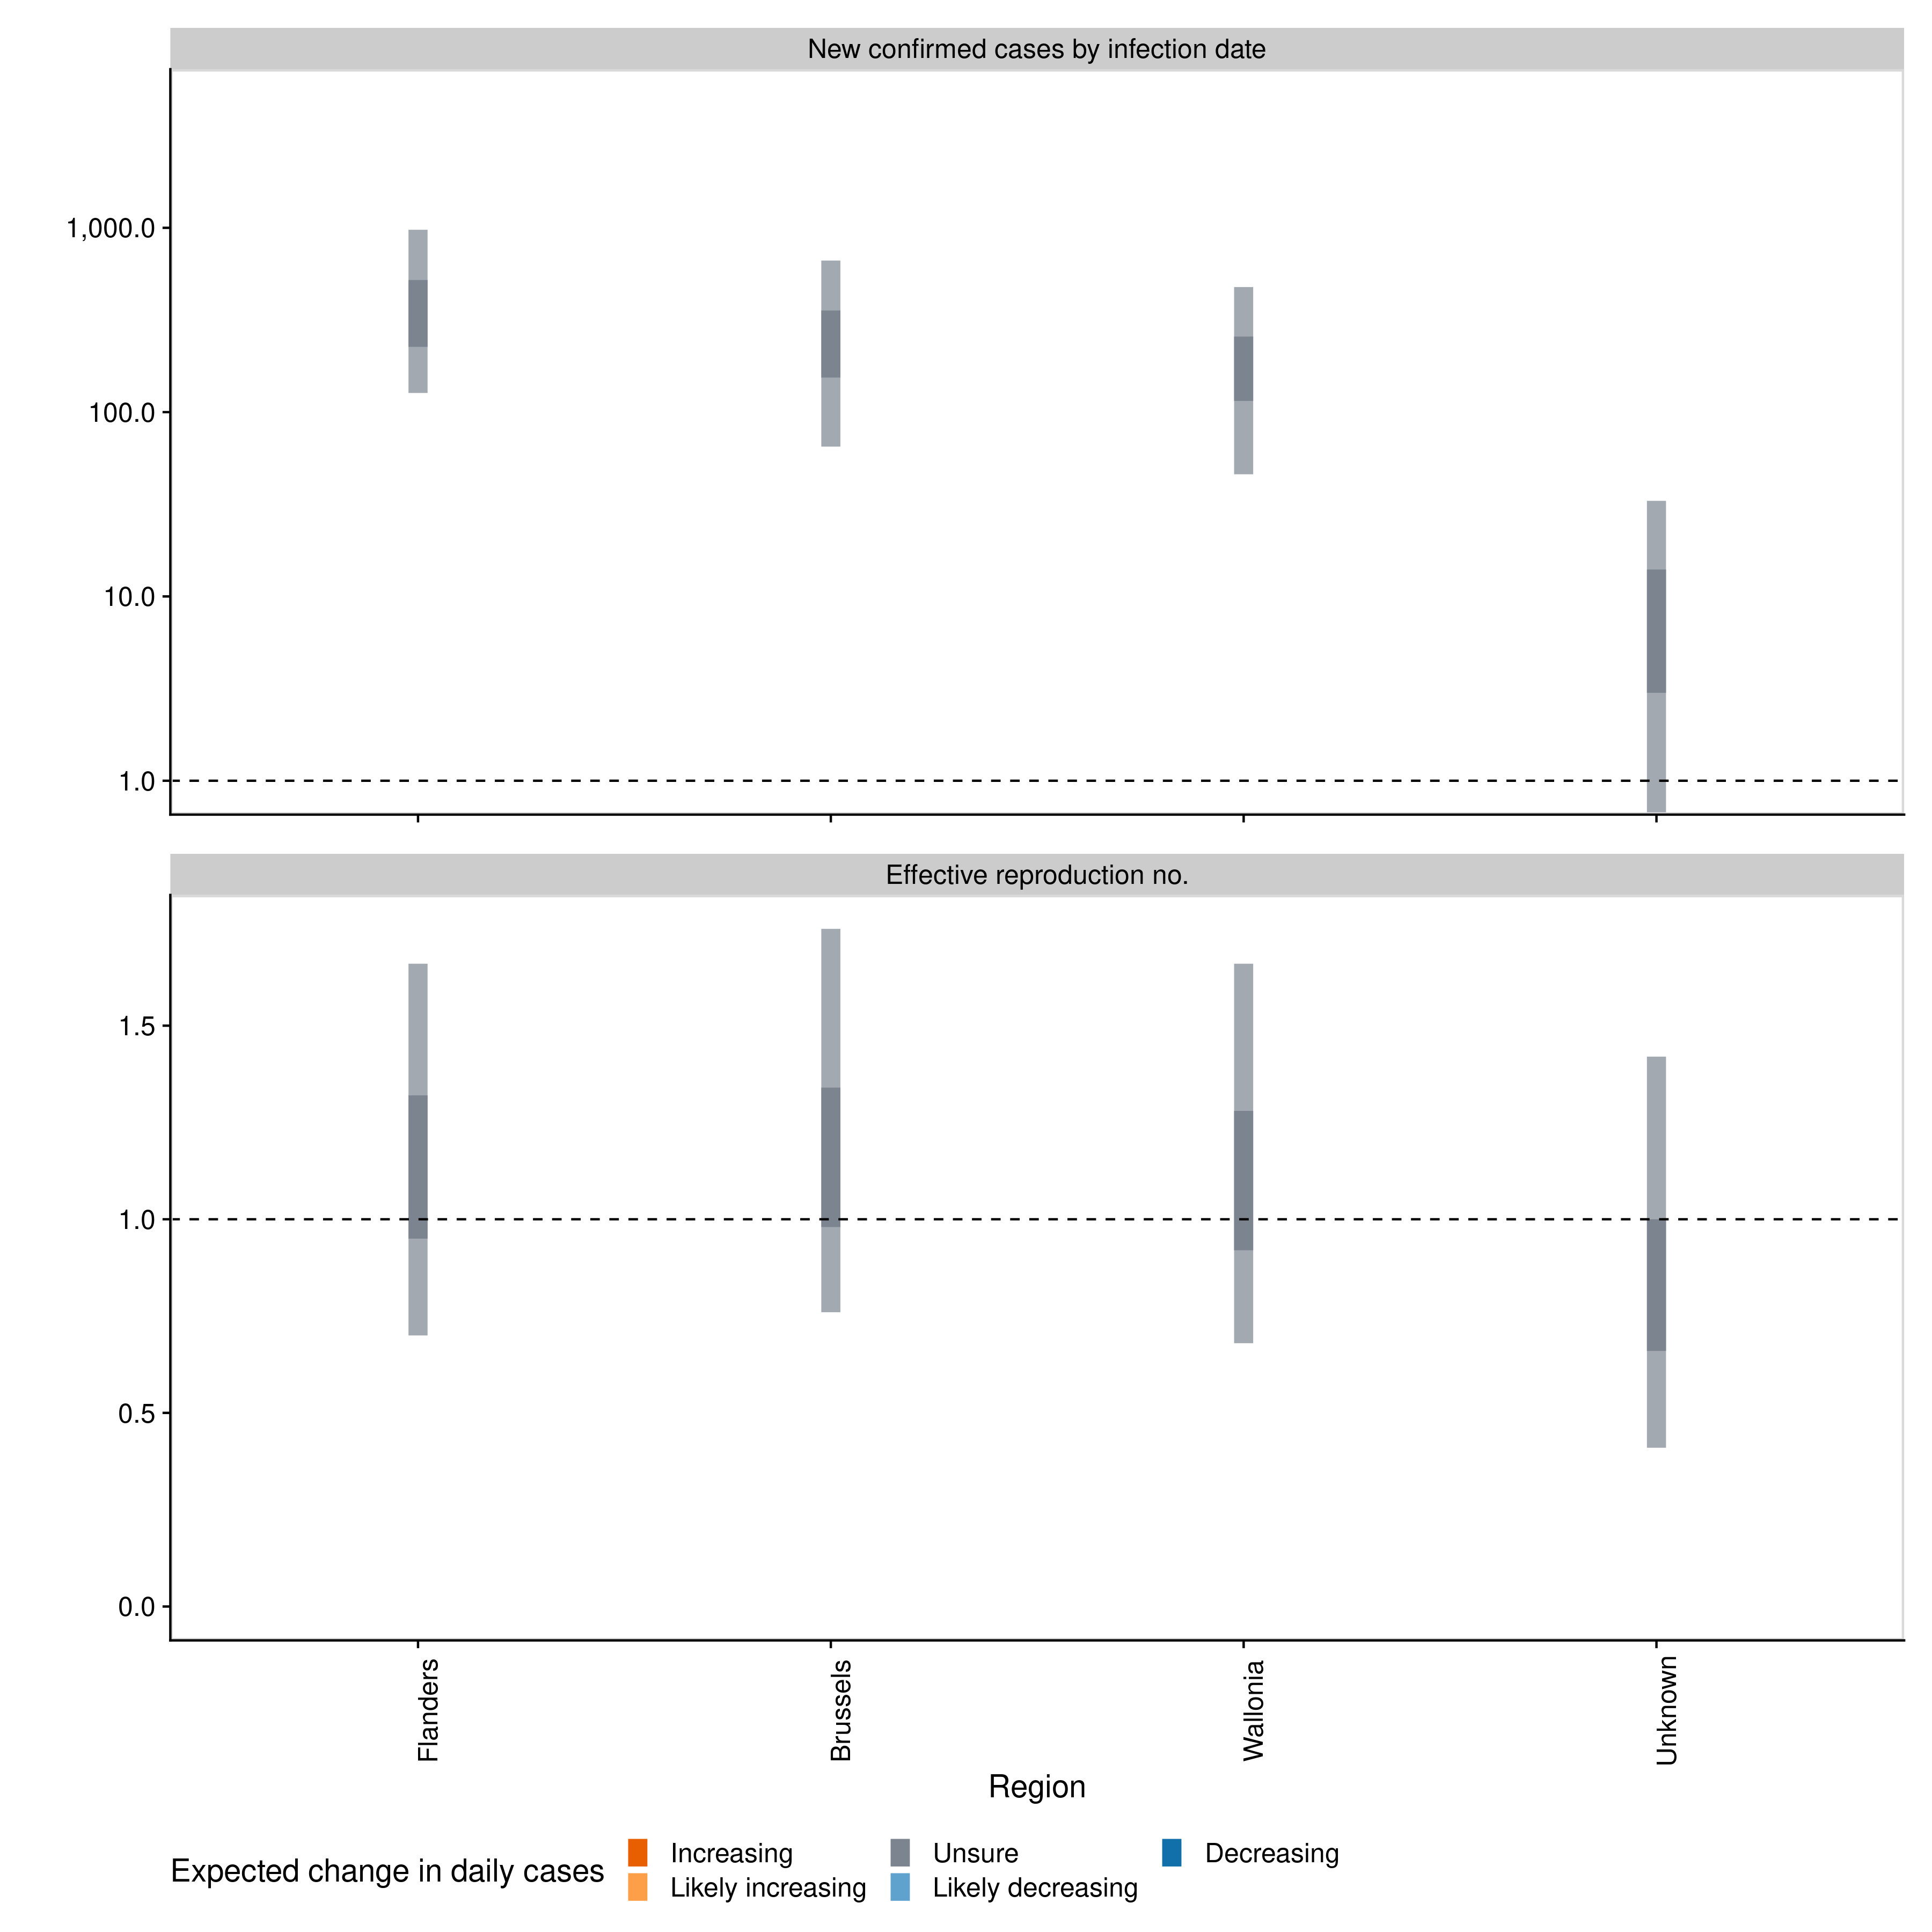 New confirmed cases by infection date
1,000.0
100.0
10.0
1.0
Effective reproduction no.
1.5
1.0
0.5
0.0
Flanders
Brussels
Wallonia
Unknown
Region
Expected change in daily cases
Increasing
Likely increasing
Unsure
Likely decreasing
Decreasing